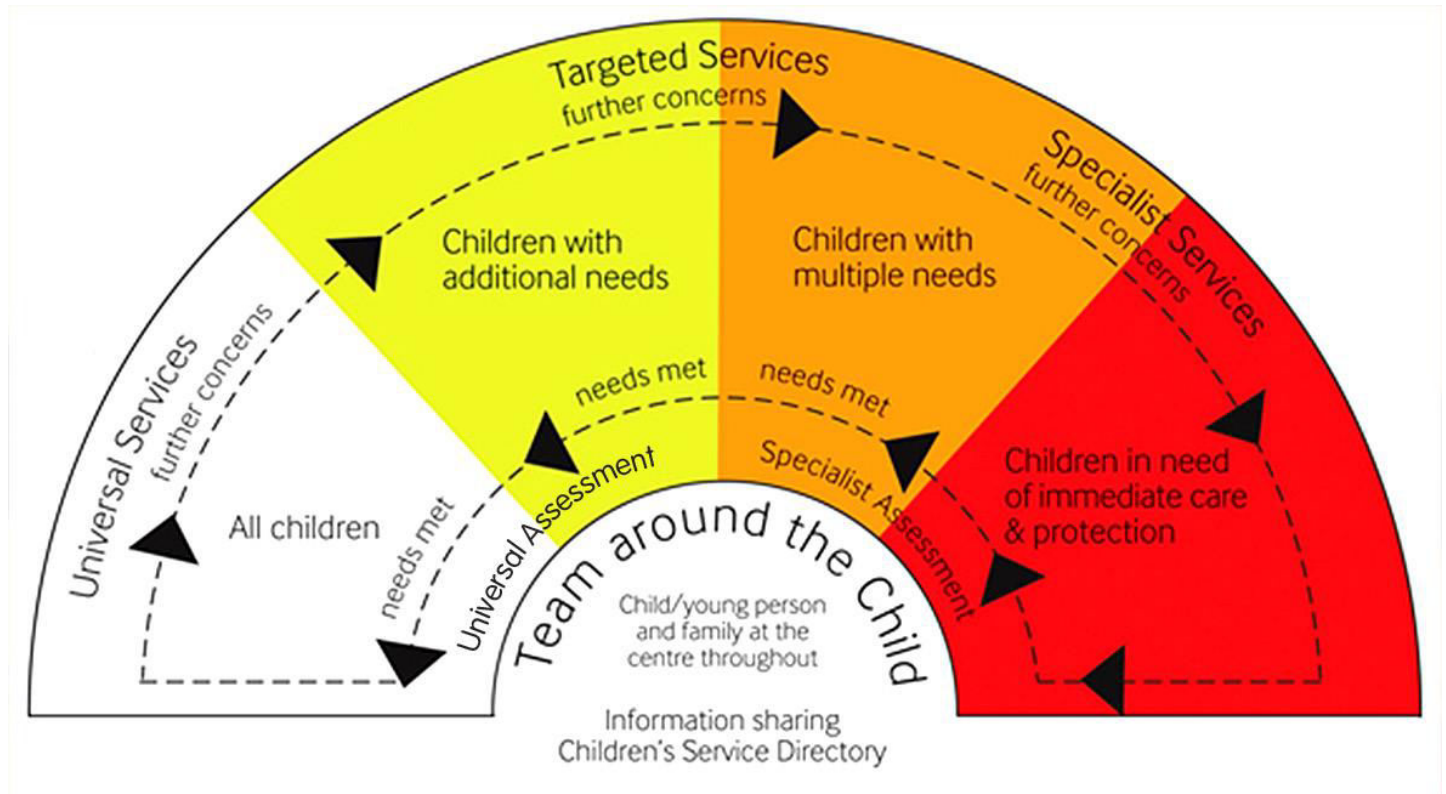 Universal Services
further concerns
All children
needs met
Universal Assessment
Targeted Services
further concerns
Children with
additional needs
needs met
Children with
multiple needs
needs met
Specialist Assessment
Specialist Services
further concerns
Children in need
of immediate care
& protection
Team around the Child
Child/young person
and family at the
centre throughout
Information sharing
Children's Service Directory